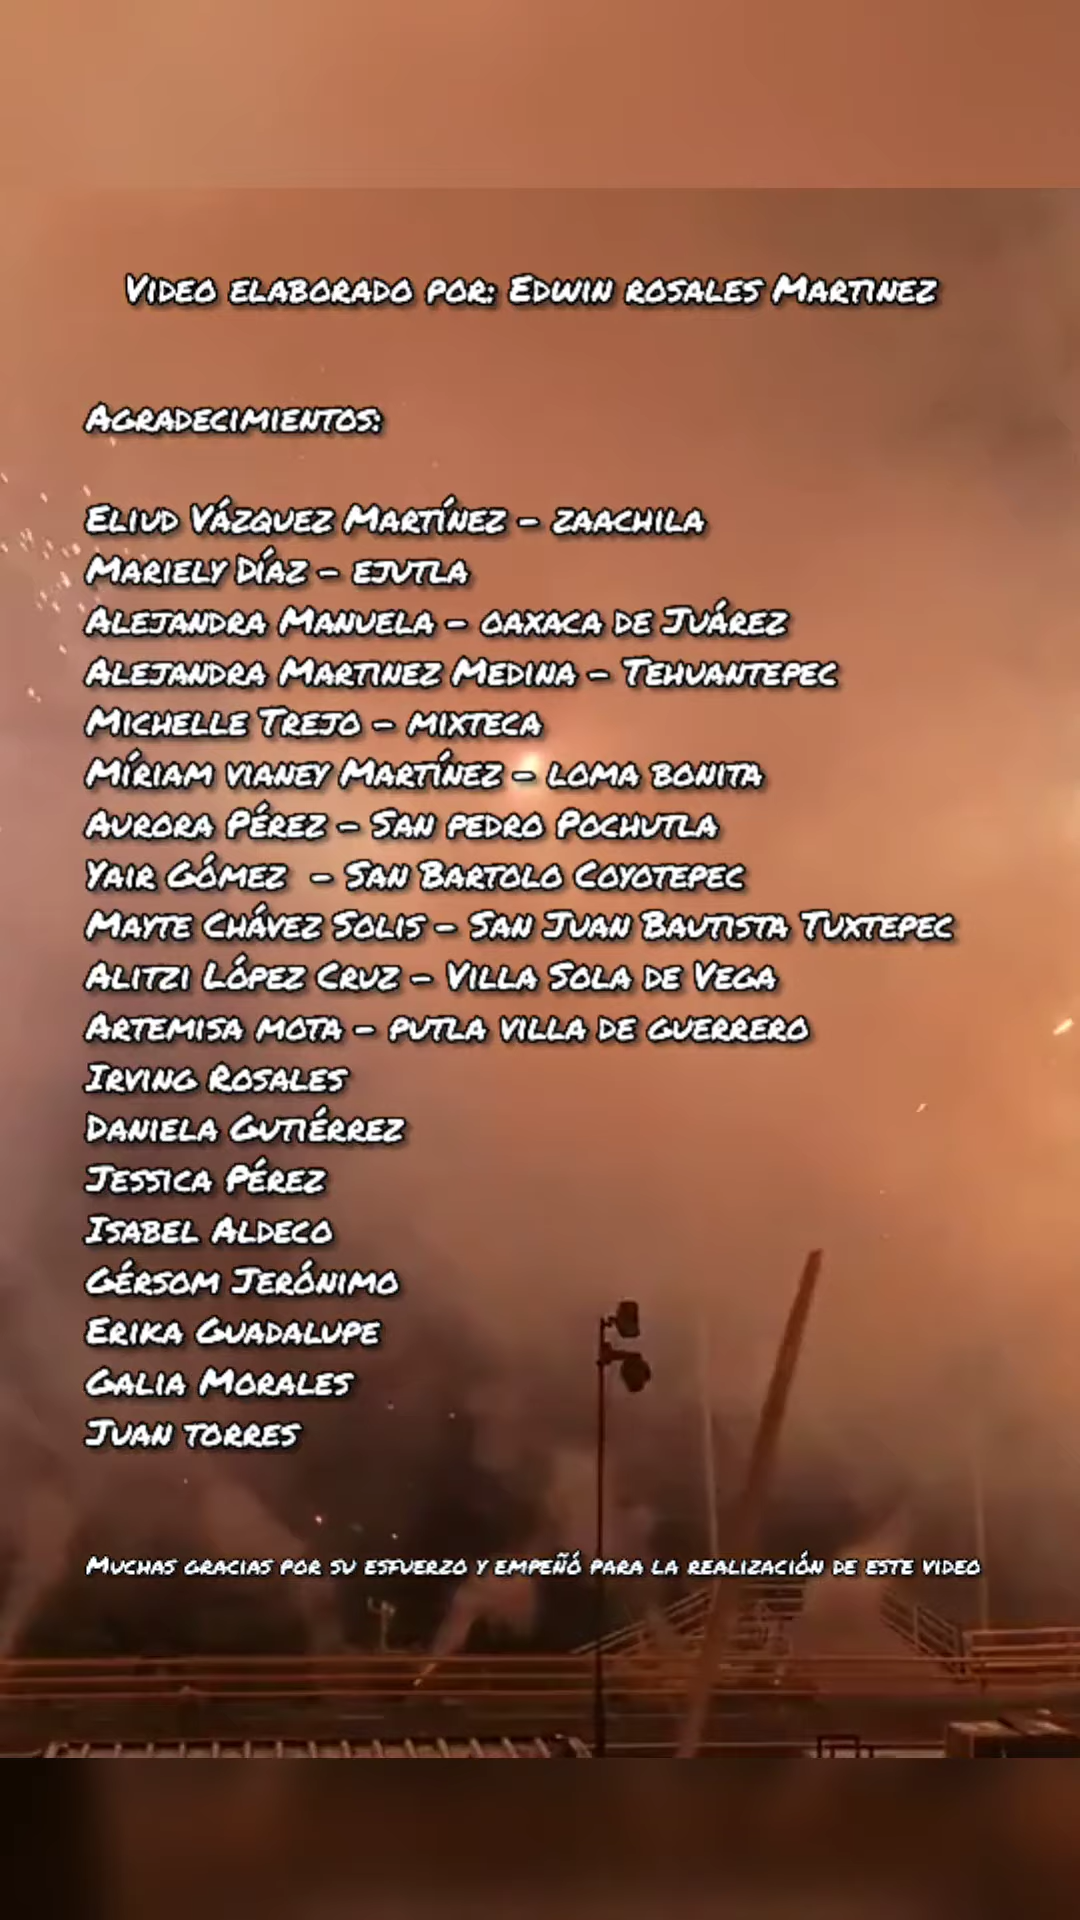 Video elaborado por: Edwin rosales Martinez
Agradecimientos:
Eliud Vázquez Martínez - zaachila
Mariely Díaz - ejutla
Alejandra Manuela - oaxaca de Juárez
Alejandra Martinez Medina - Tehuantepec
Michelle Trejo - mixteca
Míriam vianey Martínez - loma bonita
Aurora Pérez - San pedro Pochutla
Yair Gómez - San Bartolo Coyotepec
Mayte Chávez Solis - San Juan Bautista Tuxtepec
Alitzi López Cruz - Villa Sola de Vega
Artemisa mota - putla villa de guerrero
Irving Rosales
Daniela Gutiérrez
Jessica Pérez
Isabel Aldeco
Gérsom Jerónimo
Erika Guadalupe
Galia Morales
Juan torres
Muchas gracias por su esfuerzo y empeñó para la realización de este video